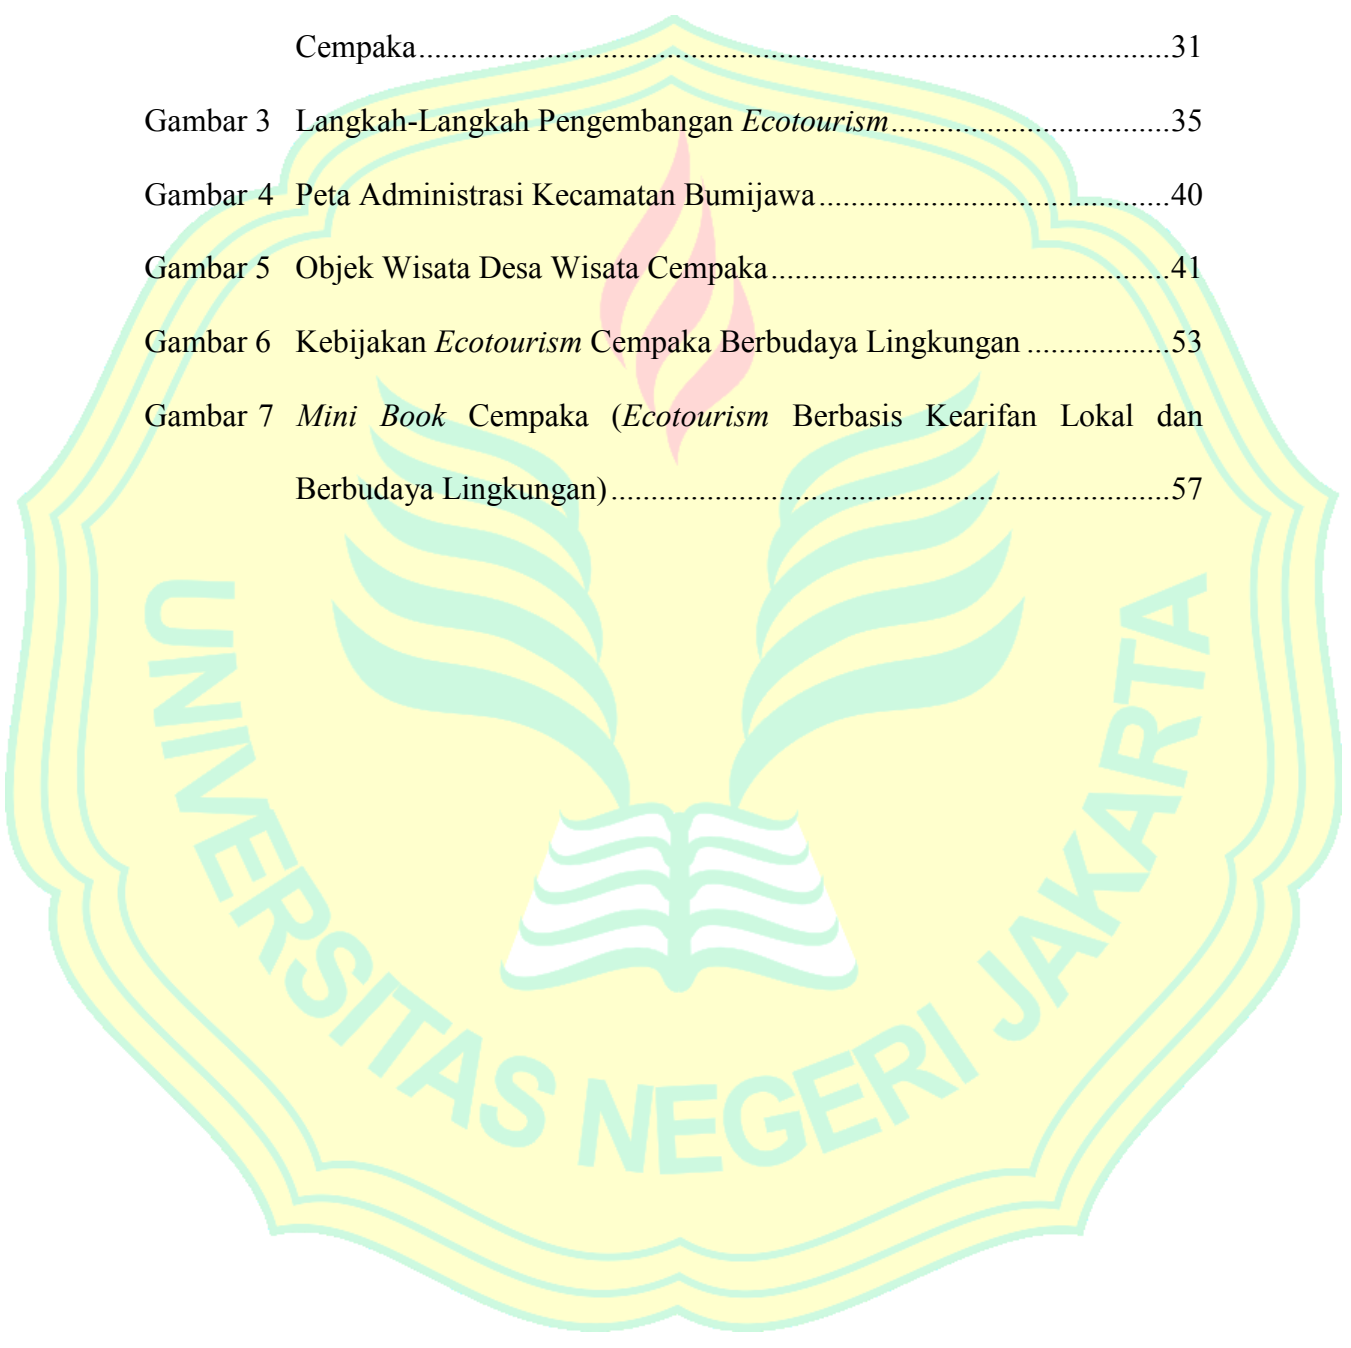 Cempaka...............................................................................................31
Gambar 3 Langkah-Langkah Pengembangan Ecotourism...................................35
Gambar 4 Peta Administrasi Kecamatan Bumijawa............................................40
Gambar 5 Objek Wisata Desa Wisata Cempaka..................................................41
Gambar 6 Kebijakan Ecotourism Cempaka Berbudaya Lingkungan ..................53
Gambar 7 Mini Book Cempaka (Ecotourism Berbasis Kearifan Lokal dan
Berbudaya Lingkungan).......................................................................57
UNIVERSITAS NEGERI JAKARTA